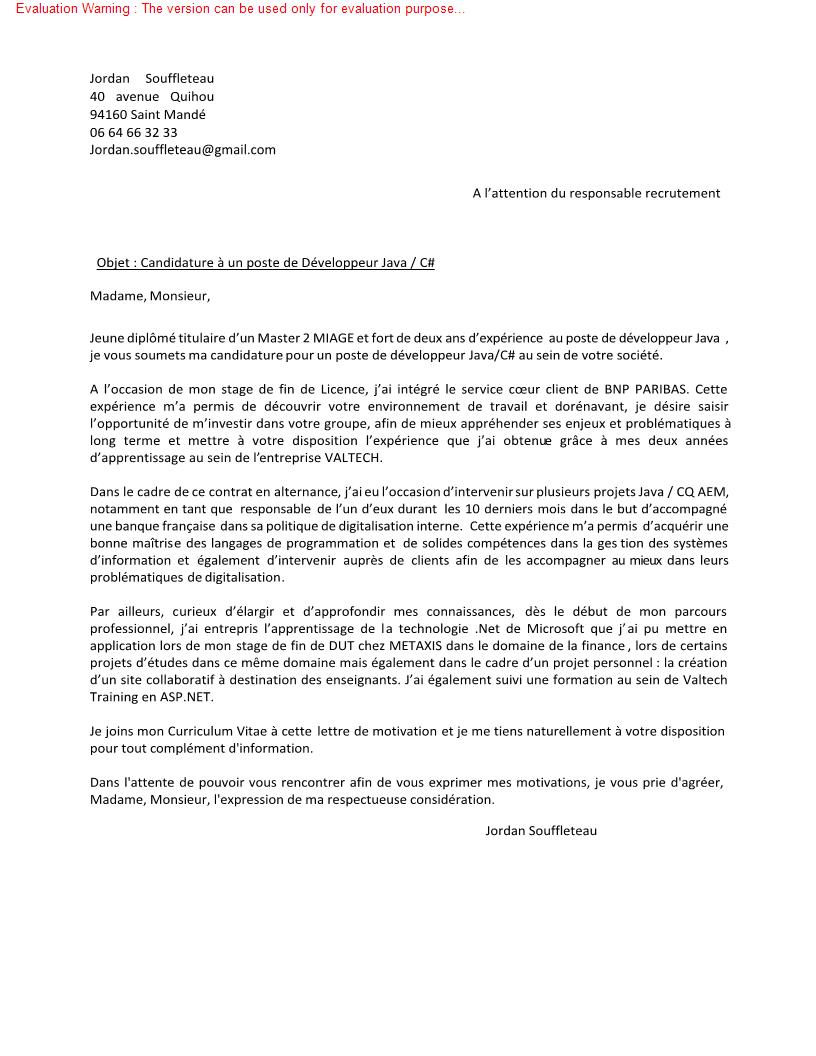 Evaluation Warning : The version can be used only for evaluation purpose...
Jordan Souffleteau
40 avenue Quihou
94160 Saint Mandé
06 64 66 32 33
Jordan.souffleteau@gmail.com
A l’attention du responsable recrutement
Objet : Candidature à un poste de Développeur Java / C#
Madame, Monsieur,
Jeune diplômé titulaire d’un Master 2 MIAGE et fort de deux ans d’expérience au poste de développeur Java ,
je vous soumets ma candidature pour un poste de développeur Java/C# au sein de votre société.
A l’occasion de mon stage de fin de Licence, j’ai intégré le service cœur client de BNP PARIBAS. Cette
expérience m’a permis de découvrir votre environnement de travail et dorénavant, je désire saisir
l’opportunité de m’investir dans votre groupe, afin de mieux appréhender ses enjeux et problématiques à
long terme et mettre à votre disposition l’expérience que j’ai obtenue grâce à mes deux années
d’apprentissage au sein de l’entreprise VALTECH.
Dans le cadre de ce contrat en alternance, j’ai eu l’occasion d’intervenir sur plusieurs projets Java / CQ AEM,
notamment en tant que responsable de l’un d’eux durant les 10 derniers mois dans le but d’accompagné
une banque française dans sa politique de digitalisation interne. Cette expérience m’a permis d’acquérir une
bonne maîtrise des langages de programmation et de solides compétences dans la gestion des systèmes
d’information et également d’intervenir auprès de clients afin de les accompagner au mieux dans leurs
problématiques de digitalisation.
Par ailleurs, curieux d’élargir et d’approfondir mes connaissances, dès le début de mon parcours
professionnel, j’ai entrepris l’apprentissage de la technologie .Net de Microsoft que j’ai pu mettre en
application lors de mon stage de fin de DUT chez METAXIS dans le domaine de la finance, lors de certains
projets d’études dans ce même domaine mais également dans le cadre d’un projet personnel : la création
d’un site collaboratif à destination des enseignants. J’ai également suivi une formation au sein de Valtech
Training en ASP.NET.
Je joins mon Curriculum Vitae à cette lettre de motivation et je me tiens naturellement à votre disposition
pour tout complément d'information.
Dans l'attente de pouvoir vous rencontrer afin de vous exprimer mes motivations, je vous prie d'agréer,
Madame, Monsieur, l'expression de ma respectueuse considération.
Jordan Souffleteau